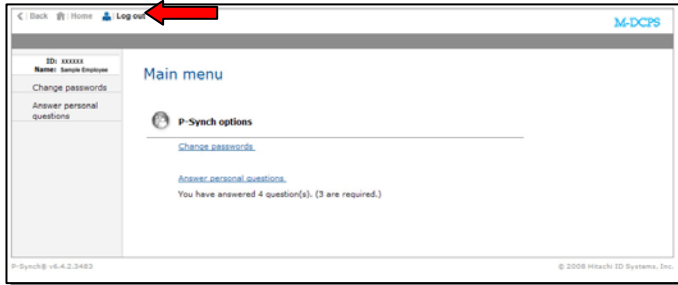 Back Home Log out
M-DCPS
ID: XXXXXX
Name: Sample Employee
Change passwords
Answer personal
questions
Main menu
P-Synch options
Change passwords.
Answer personal questions.
You have answered 4 question(s). (3 are required.)
P-Synch® v6.4.2.3483
© 2008 Hitachi ID Systems, Inc.